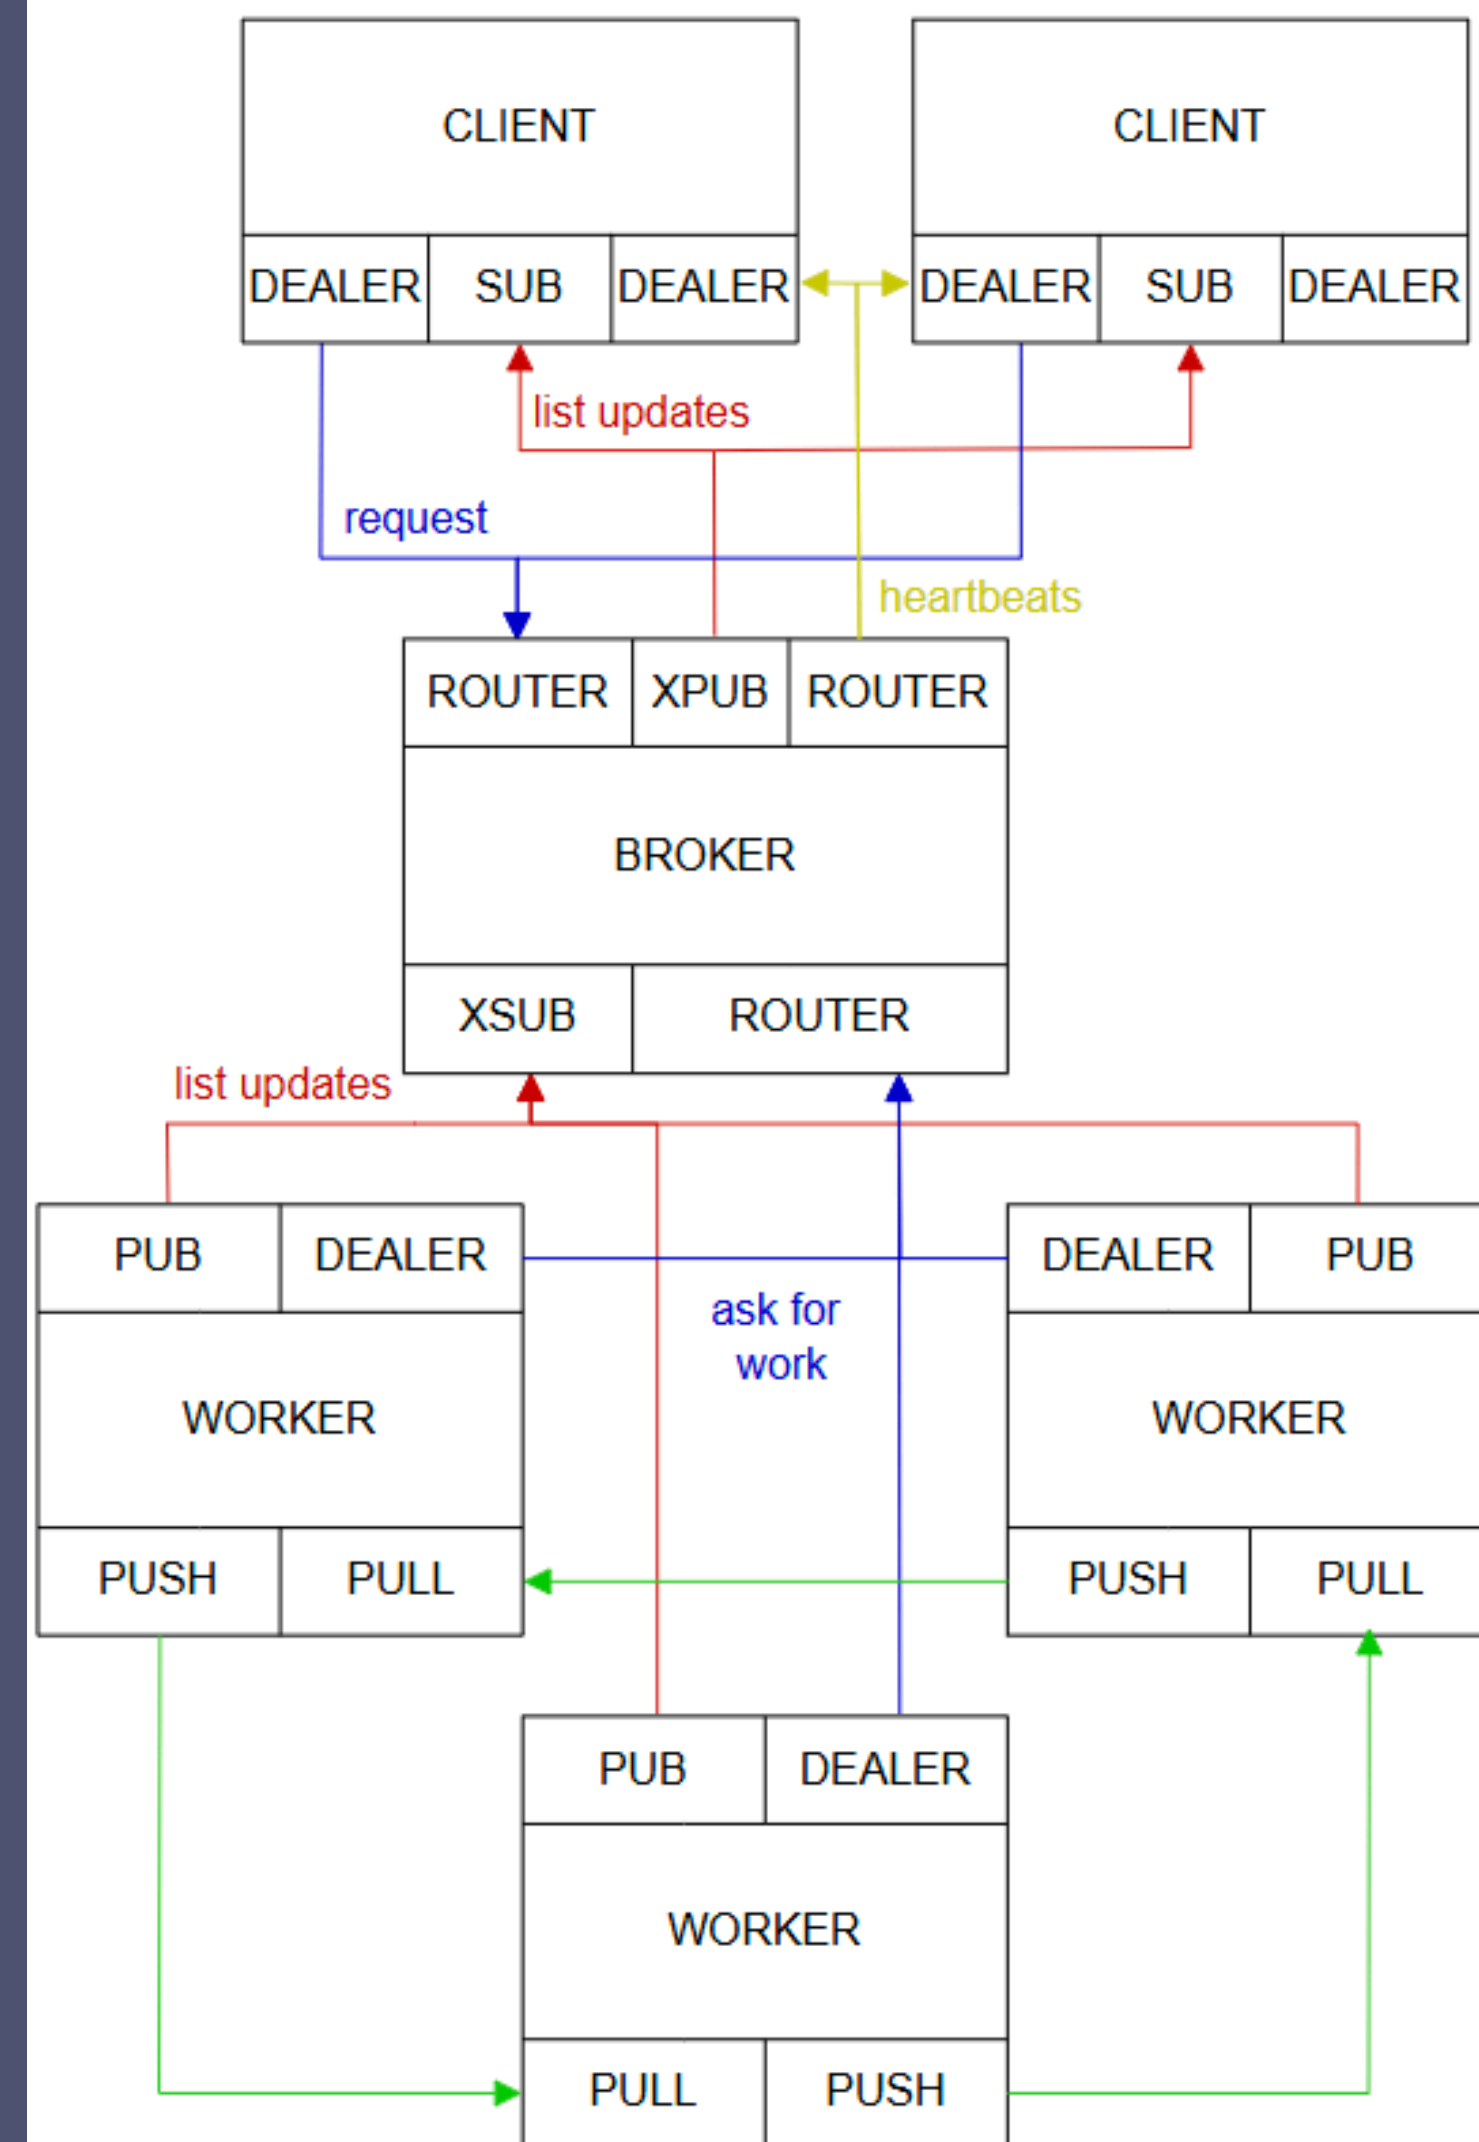 CLIENT
CLIENT
DEALER SUB DEALER
DEALER SUB DEALER
list updates
request
heartbeats
ROUTER XPUB ROUTER
BROKER
XSUB ROUTER
list updates
PUB DEALER
DEALER PUB
ask for
work
WORKER
WORKER
PUSH PULL
PUSH PULL
PUB DEALER
WORKER
PULL PUSH